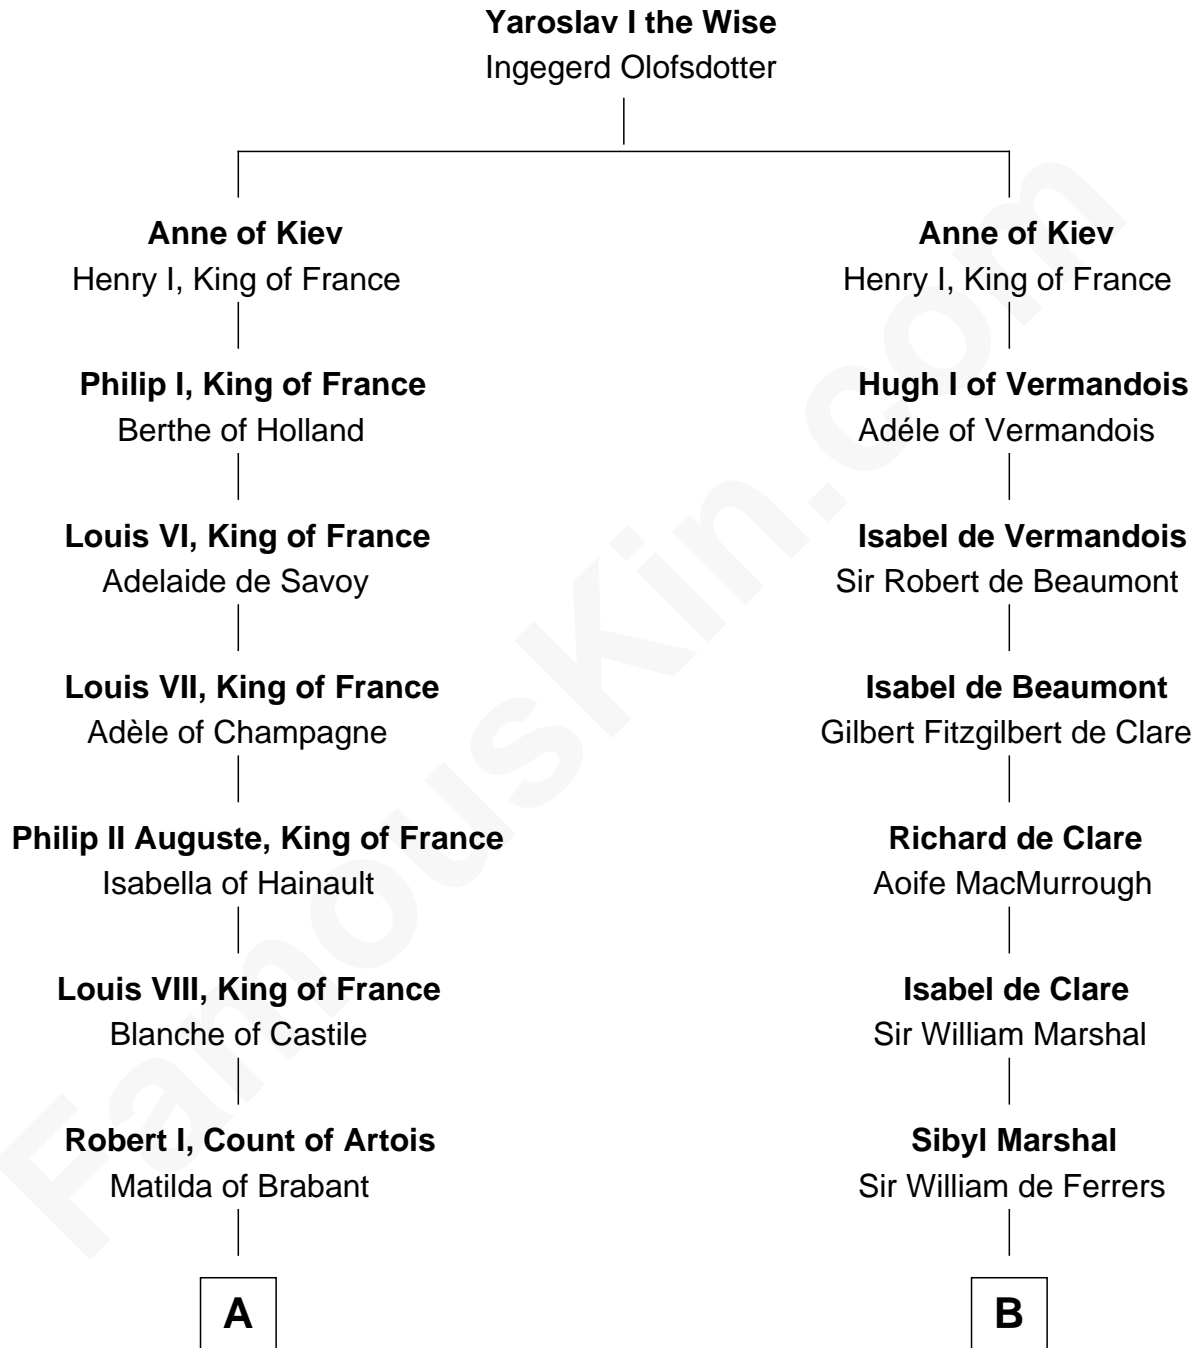 Yaroslav I the Wise
Ingegerd Olofsdotter
Anne of Kiev
Henry I, King of France
Philip I, King of France
Berthe of Holland
Louis VI, King of France
Adelaide de Savoy
Louis VII, King of France
Adèle of Champagne
Philip II Auguste, King of France
Isabella of Hainault
Louis VIII, King of France
Blanche of Castile
Robert I, Count of Artois
Matilda of Brabant
A
Anne of Kiev
Henry I, King of France
Hugh I of Vermandois
Adéle of Vermandois
Isabel de Vermandois
Sir Robert de Beaumont
Isabel de Beaumont
Gilbert Fitzgilbert de Clare
Richard de Clare
Aoife MacMurrough
Isabel de Clare
Sir William Marshal
Sibyl Marshal
Sir William de Ferrers
B
FamousKin.com